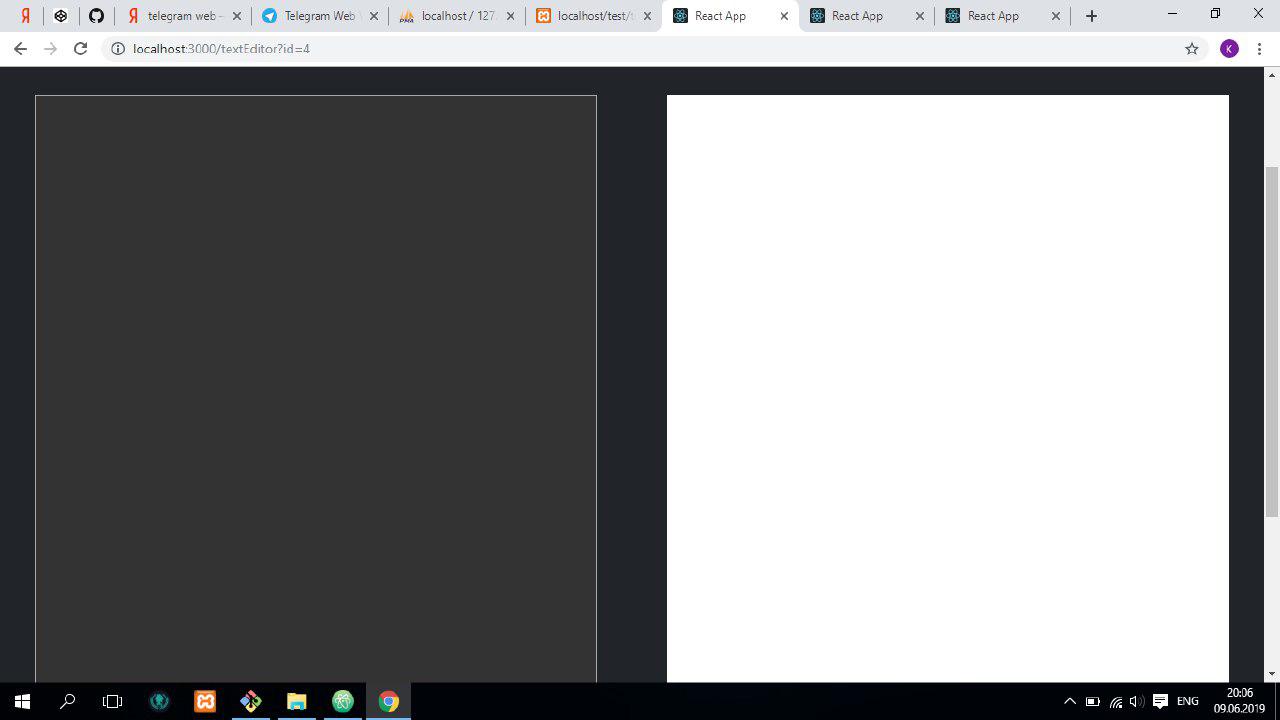 telegram web –
Telegram Web
localhost / 127
localhost/test/t
React App
React App
React App
localhost:3000/textEditor?id=4
K
ENG
20:06
09.06.2019